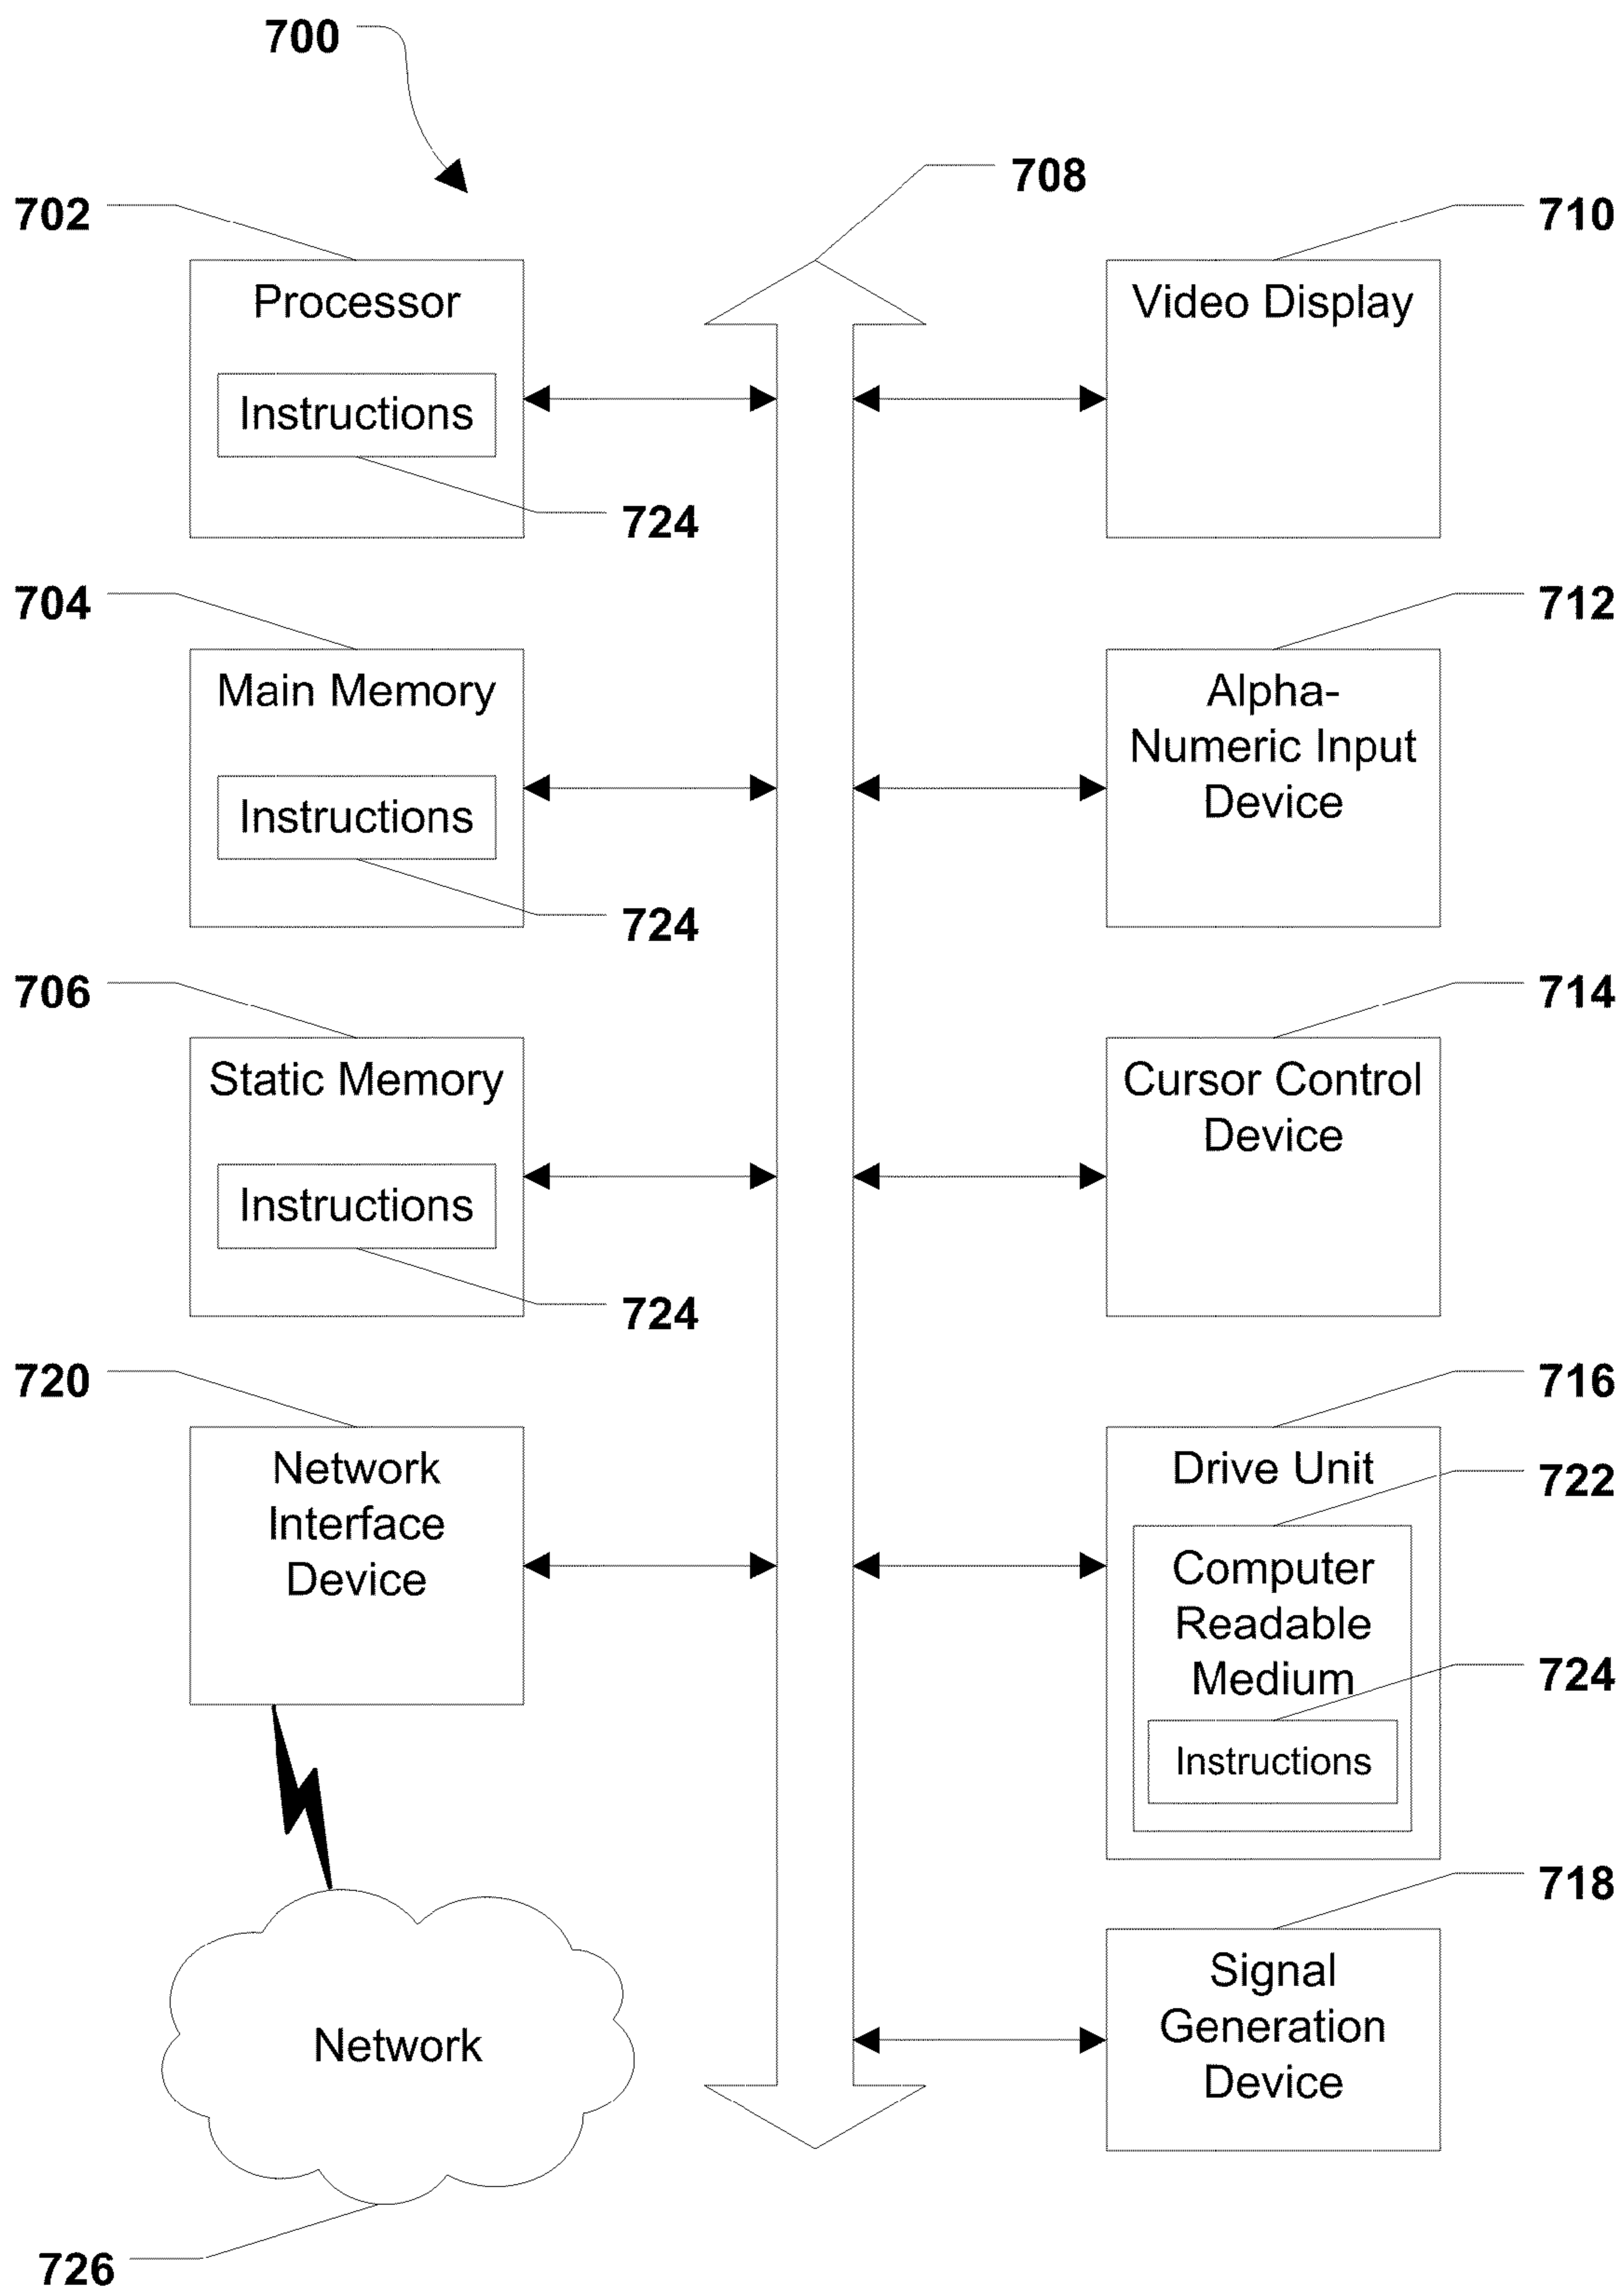 700
708
702
710
Processor
Instructions
724
Video Display
704
712
Main Memory
Instructions
724
Alpha-
Numeric Input
Device
706
714
Static Memory
Instructions
724
Cursor Control
Device
720
716
Network
Interface
Device
Drive Unit
722
Computer
Readable
Medium
724
Instructions
718
Signal
Generation
Device
Network
726